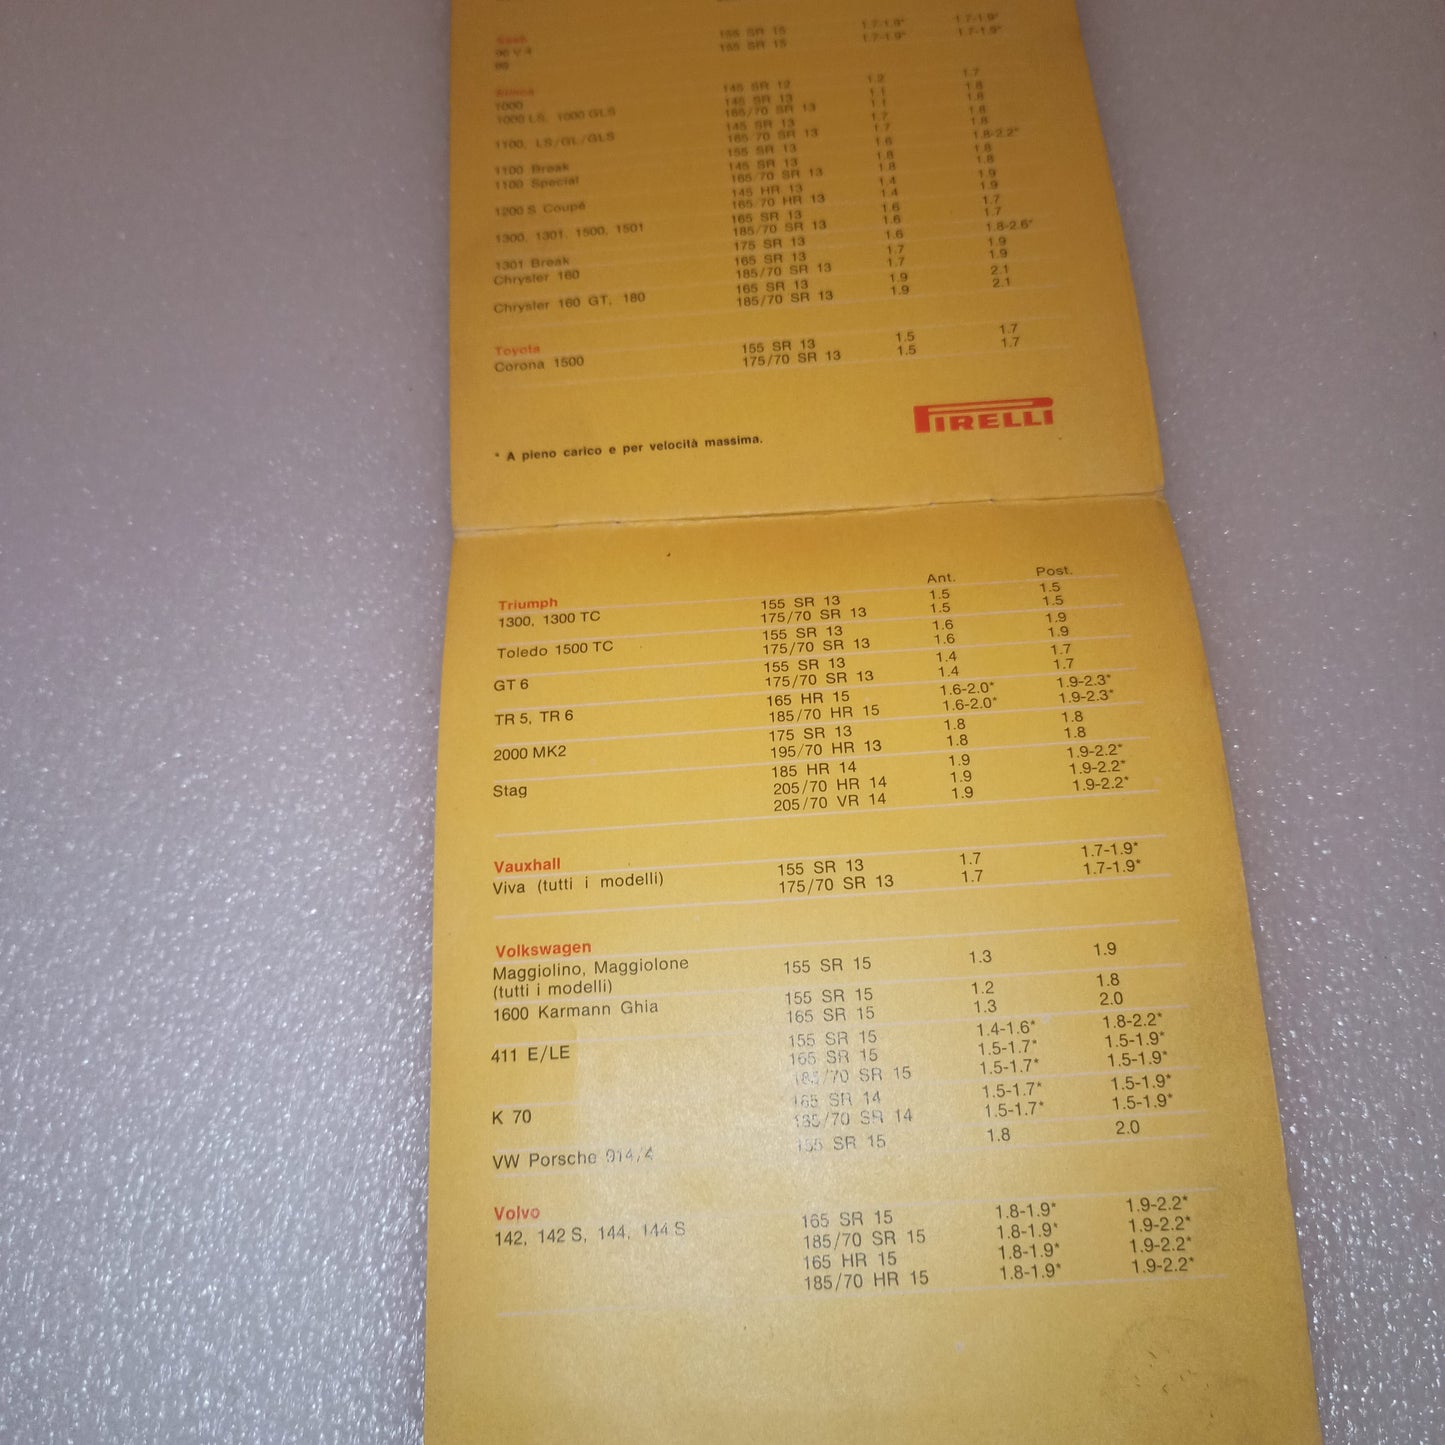 Saab
96 V 4 155 SR 15 1.7-1.9* 1.7-1.9*
99 155 SR 15 1.7-1.9* 1.7-1.9*
Simca
1000 145 SR 12 1.2 1.7
1000 LS, 1000 GLS 145 SR 13 1.1 1.8
165/70 SR 13 1.1 1.8
1100, LS/GL/GLS 145 SR 13 1.7 1.8
165 70 SR 13 1.7 1.8
1100 Break 155 SR 13 1.6 1.8-2.2*
1100 Special 145 SR 13 1.8 1.8
165/70 SR 13 1.8 1.8
1200 S Coupé 145 HR 13 1.4 1.9
165/70 HR 13 1.4 1.9
1300, 1301, 1500, 1501 165 SR 13 1.6 1.7
185/70 SR 13 1.6 1.7
1301 Break 175 SR 13 1.6 1.8-2.6*
Chrysler 160 165 SR 13 1.7 1.9
185/70 SR 13 1.7 1.9
Chrysler 160 GT, 180 165 SR 13 1.9 2.1
185/70 SR 13 1.9 2.1
Toyota
Corona 1500 155 SR 13 1.5 1.7
175/70 SR 13 1.5 1.7
PIRELLI
* A pieno carico e per velocità massima.
Ant. Post.
Triumph
1300, 1300 TC 155 SR 13 1.5 1.5
175/70 SR 13 1.5 1.5
Toledo 1500 TC 155 SR 13 1.6 1.9
175/70 SR 13 1.6 1.9
GT 6 155 SR 13 1.4 1.7
175/70 SR 13 1.4 1.7
TR 5, TR 6 165 HR 15 1.6-2.0* 1.9-2.3*
185/70 HR 15 1.6-2.0* 1.9-2.3*
2000 MK2 175 SR 13 1.8 1.8
195/70 HR 13 1.8 1.8
Stag 185 HR 14 1.9 1.9-2.2*
205/70 HR 14 1.9 1.9-2.2*
205/70 VR 14 1.9 1.9-2.2*
Vauxhall
Viva (tutti i modelli) 155 SR 13 1.7 1.7-1.9*
175/70 SR 13 1.7 1.7-1.9*
Volkswagen
Maggiolino, Maggiolone 155 SR 15 1.3 1.9
(tutti i modelli)
1600 Karmann Ghia 155 SR 15 1.2 1.8
165 SR 15 1.3 2.0
411 E/LE 155 SR 15 1.4-1.6* 1.8-2.2*
165 SR 15 1.5-1.7* 1.5-1.9*
185/70 SR 15 1.5-1.7* 1.5-1.9*
K 70 165 SR 14 1.5-1.7* 1.5-1.9*
185/70 SR 14 1.5-1.7* 1.5-1.9*
VW Porsche 914/4 155 SR 15 1.8 2.0
Volvo
142, 142 S, 144, 144 S 165 SR 15 1.8-1.9* 1.9-2.2*
185/70 SR 15 1.8-1.9* 1.9-2.2*
165 HR 15 1.8-1.9* 1.9-2.2*
185/70 HR 15 1.8-1.9* 1.9-2.2*